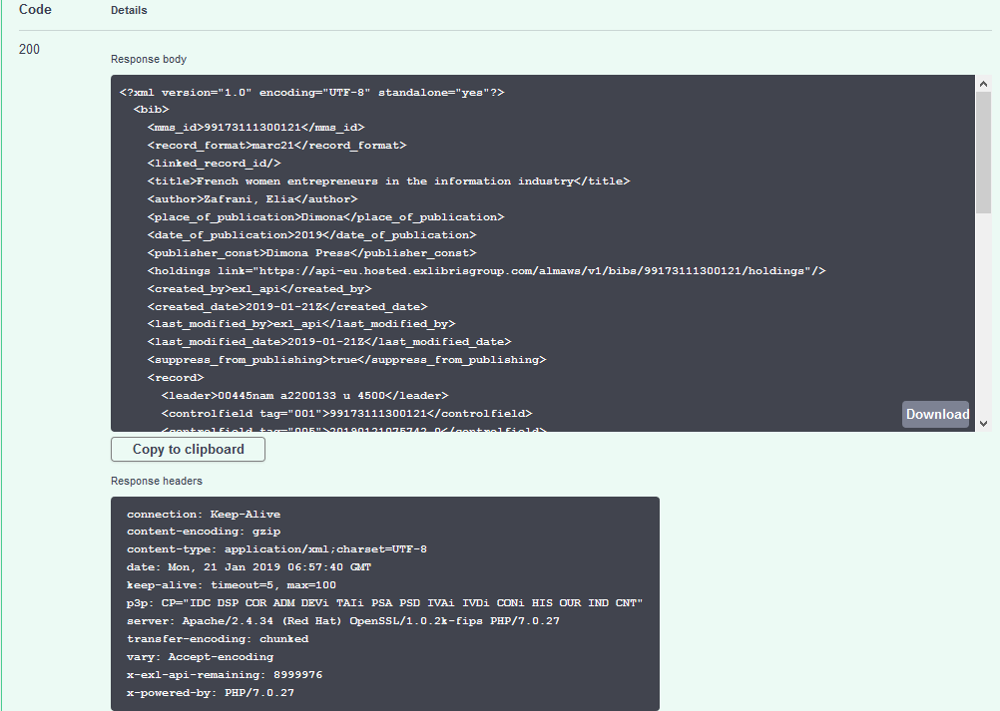 Code Details
200
Response body
<?xml version="1.0" encoding="UTF-8" standalone="yes"?>
<bib>
<mms_id>99173111300121</mms_id>
<record_format>marc21</record_format>
<linked_record_id/>
<title>French women entrepreneurs in the information industry</title>
<author>Zafrani, Elia</author>
<place_of_publication>Dimona</place_of_publication>
<date_of_publication>2019</date_of_publication>
<publisher_const>Dimona Press</publisher_const>
<holdings link="https://api-eu.hosted.exlibrisgroup.com/almaws/v1/bibs/99173111300121/holdings"/>
<created_by>exl_api</created_by>
<created_date>2019-01-21Z</created_date>
<last_modified_by>exl_api</last_modified_by>
<last_modified_date>2019-01-21Z</last_modified_date>
<suppress_from_publishing>true</suppress_from_publishing>
<record>
<leader>00445nam a2200133 u 4500</leader>
<controlfield tag="001">99173111300121</controlfield>
<controlfield tag="005">20190121075742.0</controlfield>
Download
Copy to clipboard
Response headers
connection: Keep-Alive
content-encoding: gzip
content-type: application/xml;charset=UTF-8
date: Mon, 21 Jan 2019 06:57:40 GMT
keep-alive: timeout=5, max=100
p3p: CP="IDC DSP COR ADM DEVi TAIi PSA PSD IVAi IVDi CONi HIS OUR IND CNT"
server: Apache/2.4.34 (Red Hat) OpenSSL/1.0.2k-fips PHP/7.0.27
transfer-encoding: chunked
vary: Accept-encoding
x-exl-api-remaining: 8999976
x-powered-by: PHP/7.0.27